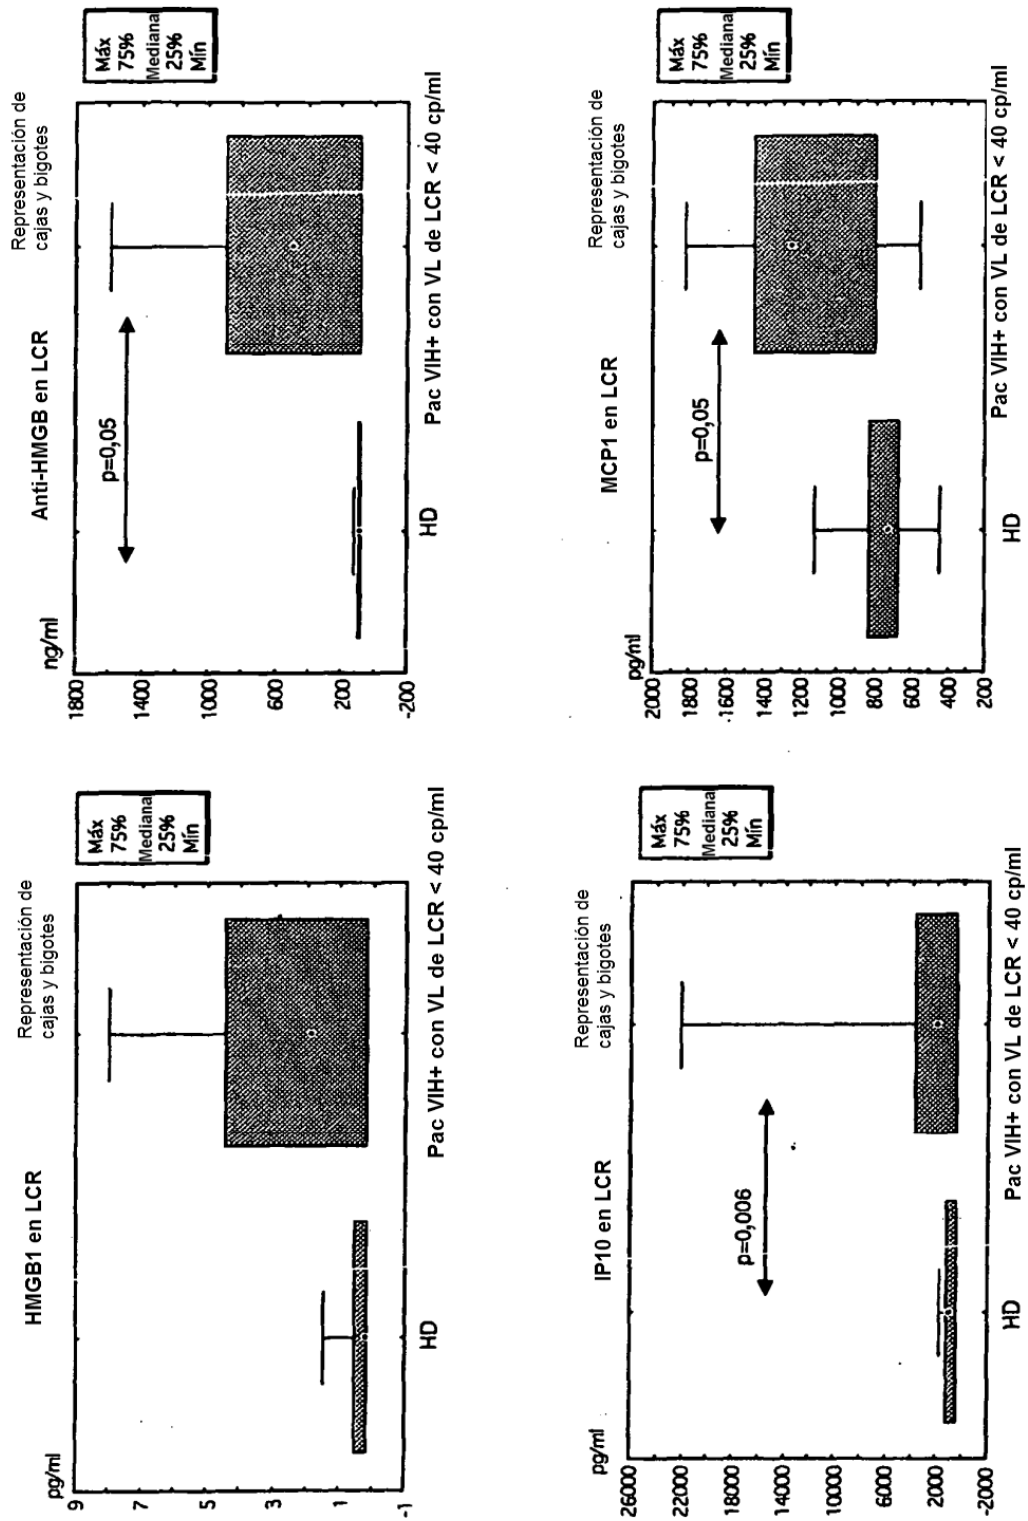 HMGB1 en LCR
Representación de
cajas y bigotes
pg/ml
9
7
5
3
1
-1
Máx
75%
Mediana
25%
Mín
HD
Pac VIH+ con VL de LCR < 40 cp/ml
Anti-HMGB en LCR
Representación de
cajas y bigotes
ng/ml
1800
1400
1000
600
200
-200
p=0,05
Máx
75%
Mediana
25%
Mín
HD
Pac VIH+ con VL de LCR < 40 cp/ml
IP10 en LCR
Representación de
cajas y bigotes
pg/ml
26000
22000
18000
14000
10000
6000
2000
-2000
p=0,006
Máx
75%
Mediana
25%
Mín
HD
Pac VIH+ con VL de LCR < 40 cp/ml
MCP1 en LCR
Representación de
cajas y bigotes
pg/ml
2000
1800
1600
1400
1200
1000
800
600
400
200
p=0,05
Máx
75%
Mediana
25%
Mín
HD
Pac VIH+ con VL de LCR < 40 cp/ml